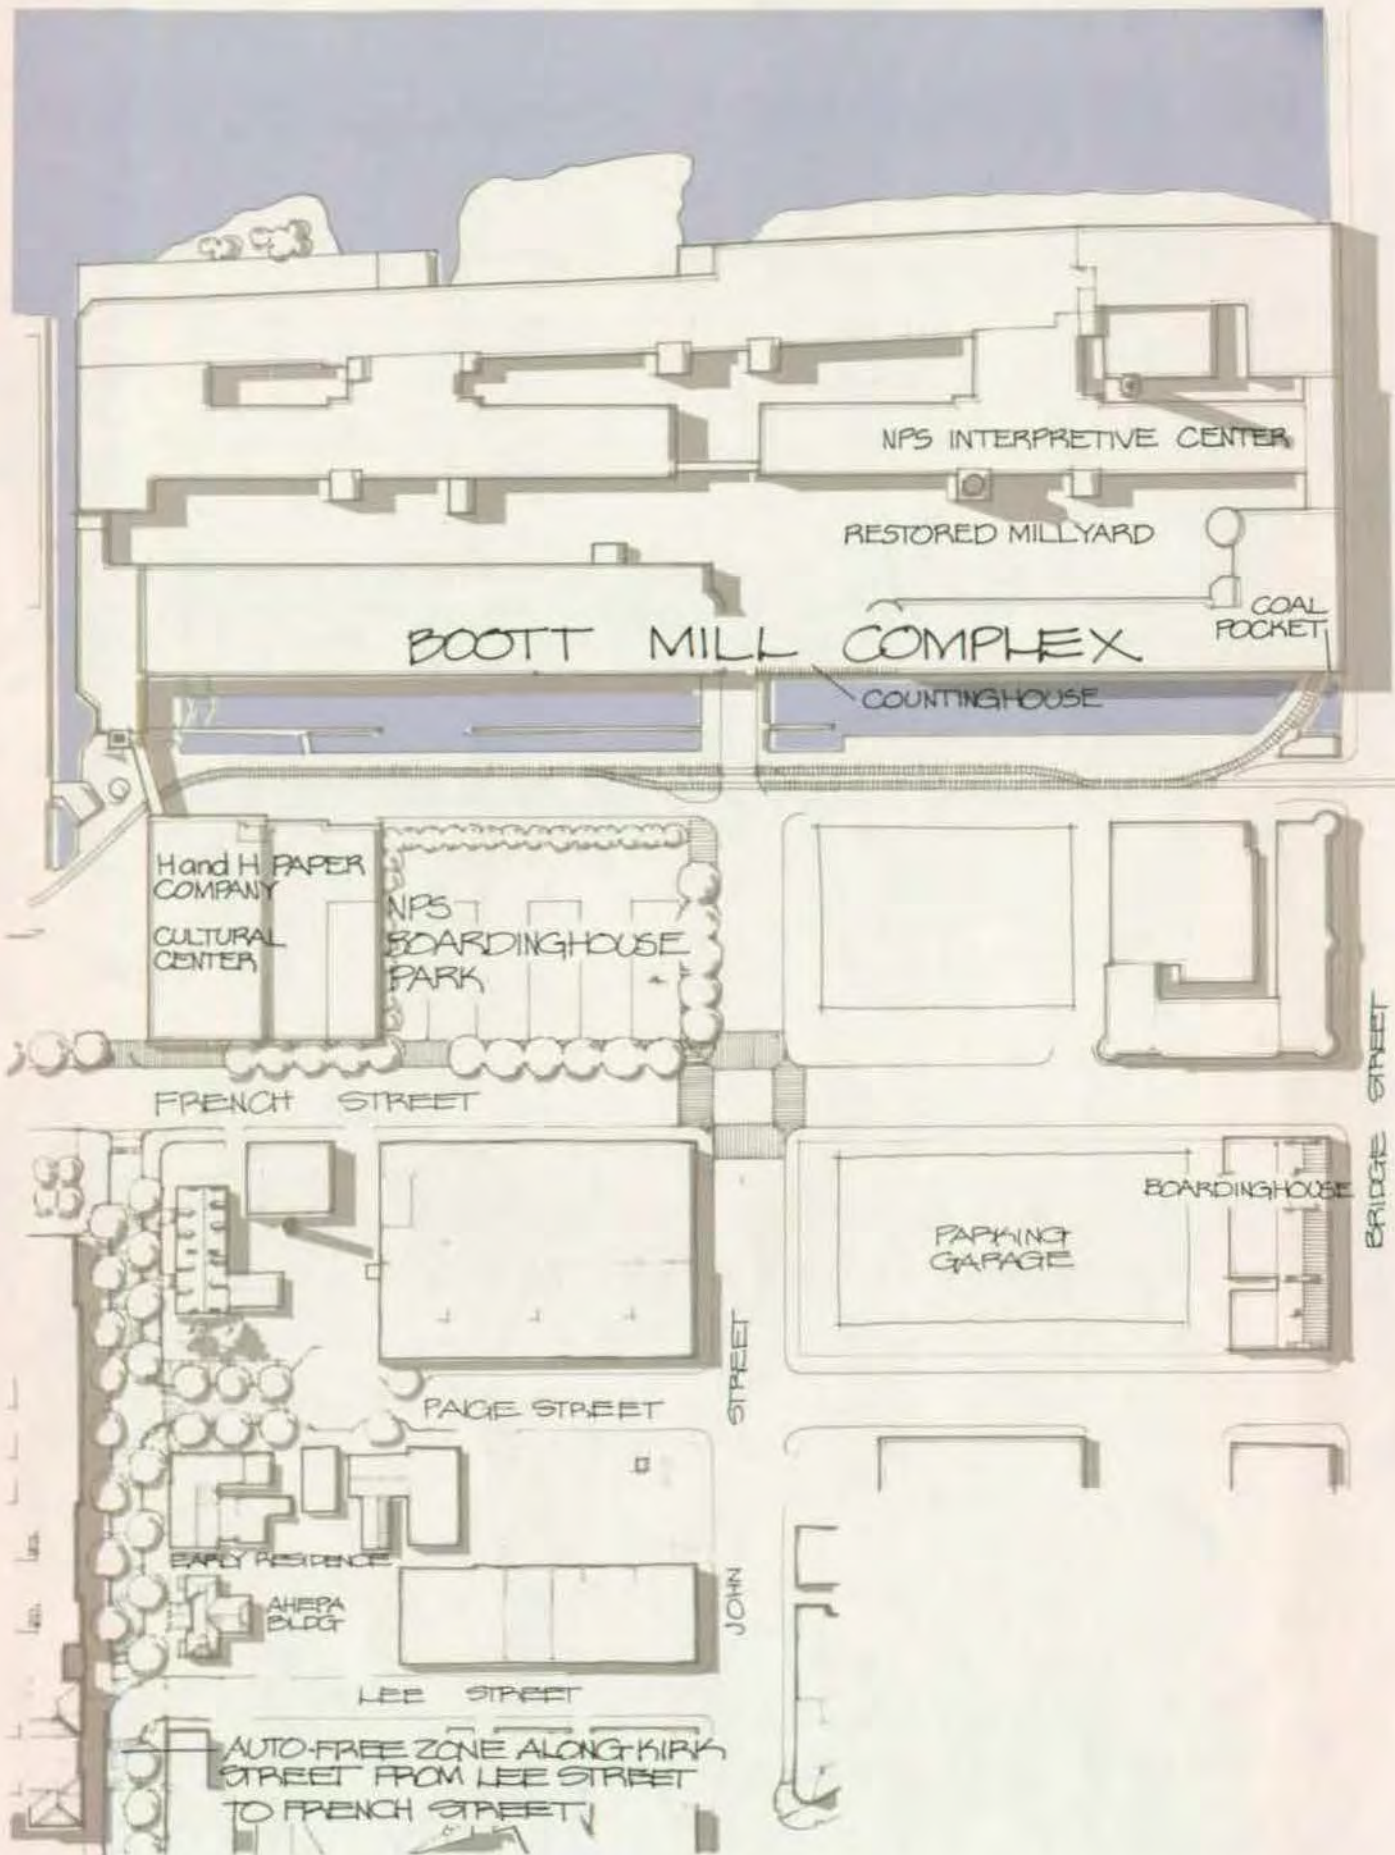 NPS INTERPRETIVE CENTER
RESTORED MILLYARD
COAL
POCKET
BOOTT MILL COMPLEX
COUNTINGHOUSE
H and H PAPER
COMPANY
CULTURAL
CENTER
NPS
BOARDINGHOUSE
PARK
FRENCH STREET
BRIDGE STREET
BOARDINGHOUSE
PARKING
GARAGE
PAIGE STREET
JOHN STREET
EARLY RESIDENCE
AHEPA
BLDG
LEE STREET
AUTO-FREE ZONE ALONG KIRK
STREET FROM LEE STREET
TO FRENCH STREET